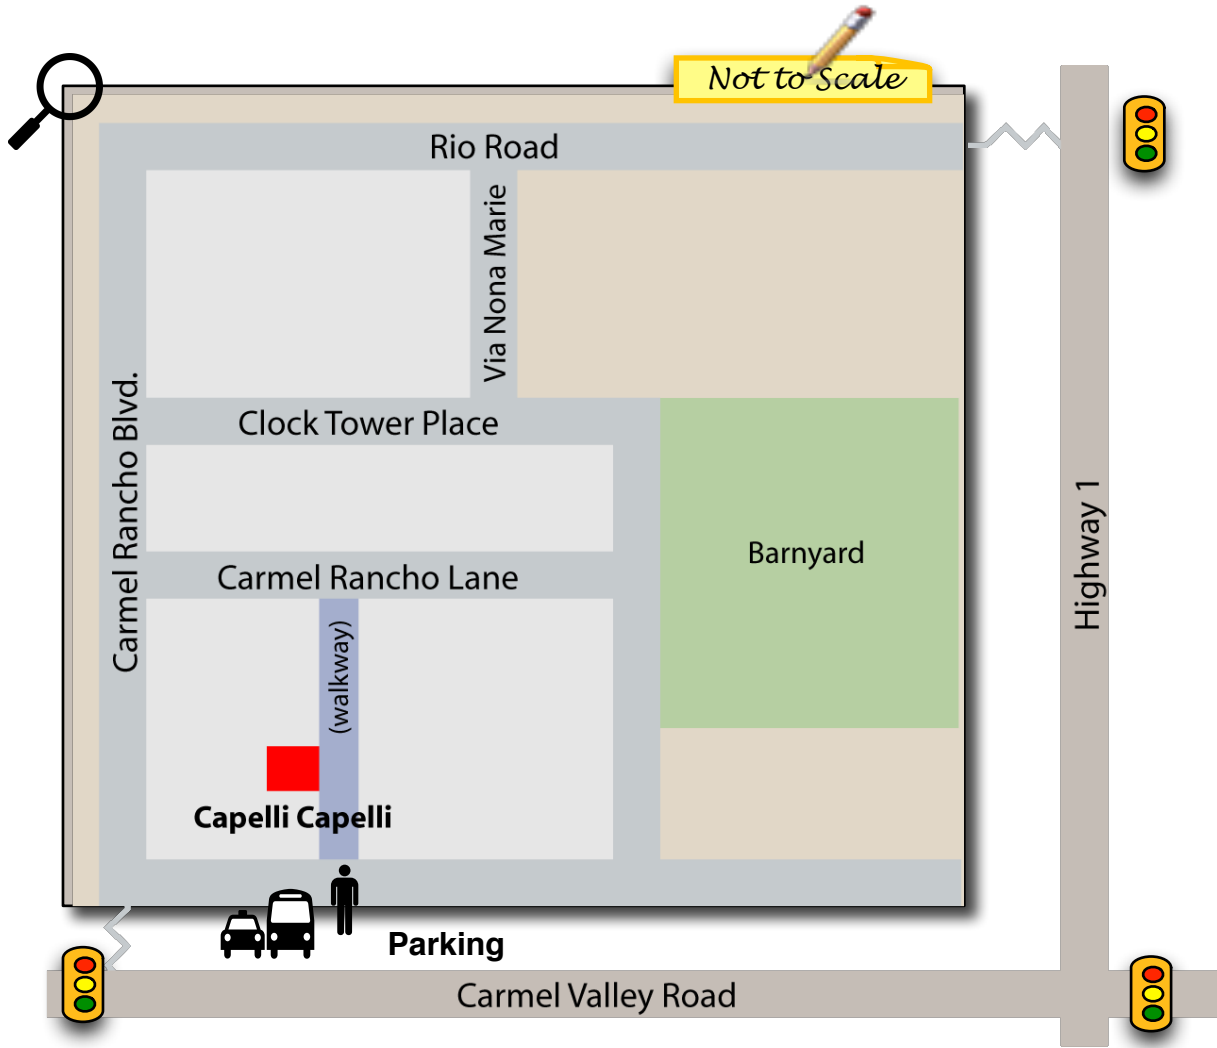 Not to Scale
Rio Road
Via Nona Marie
Clock Tower Place
Carmel Rancho Blvd.
Highway 1
Barnyard
Carmel Rancho Lane
(walkway)
Capelli Capelli
Parking
Carmel Valley Road